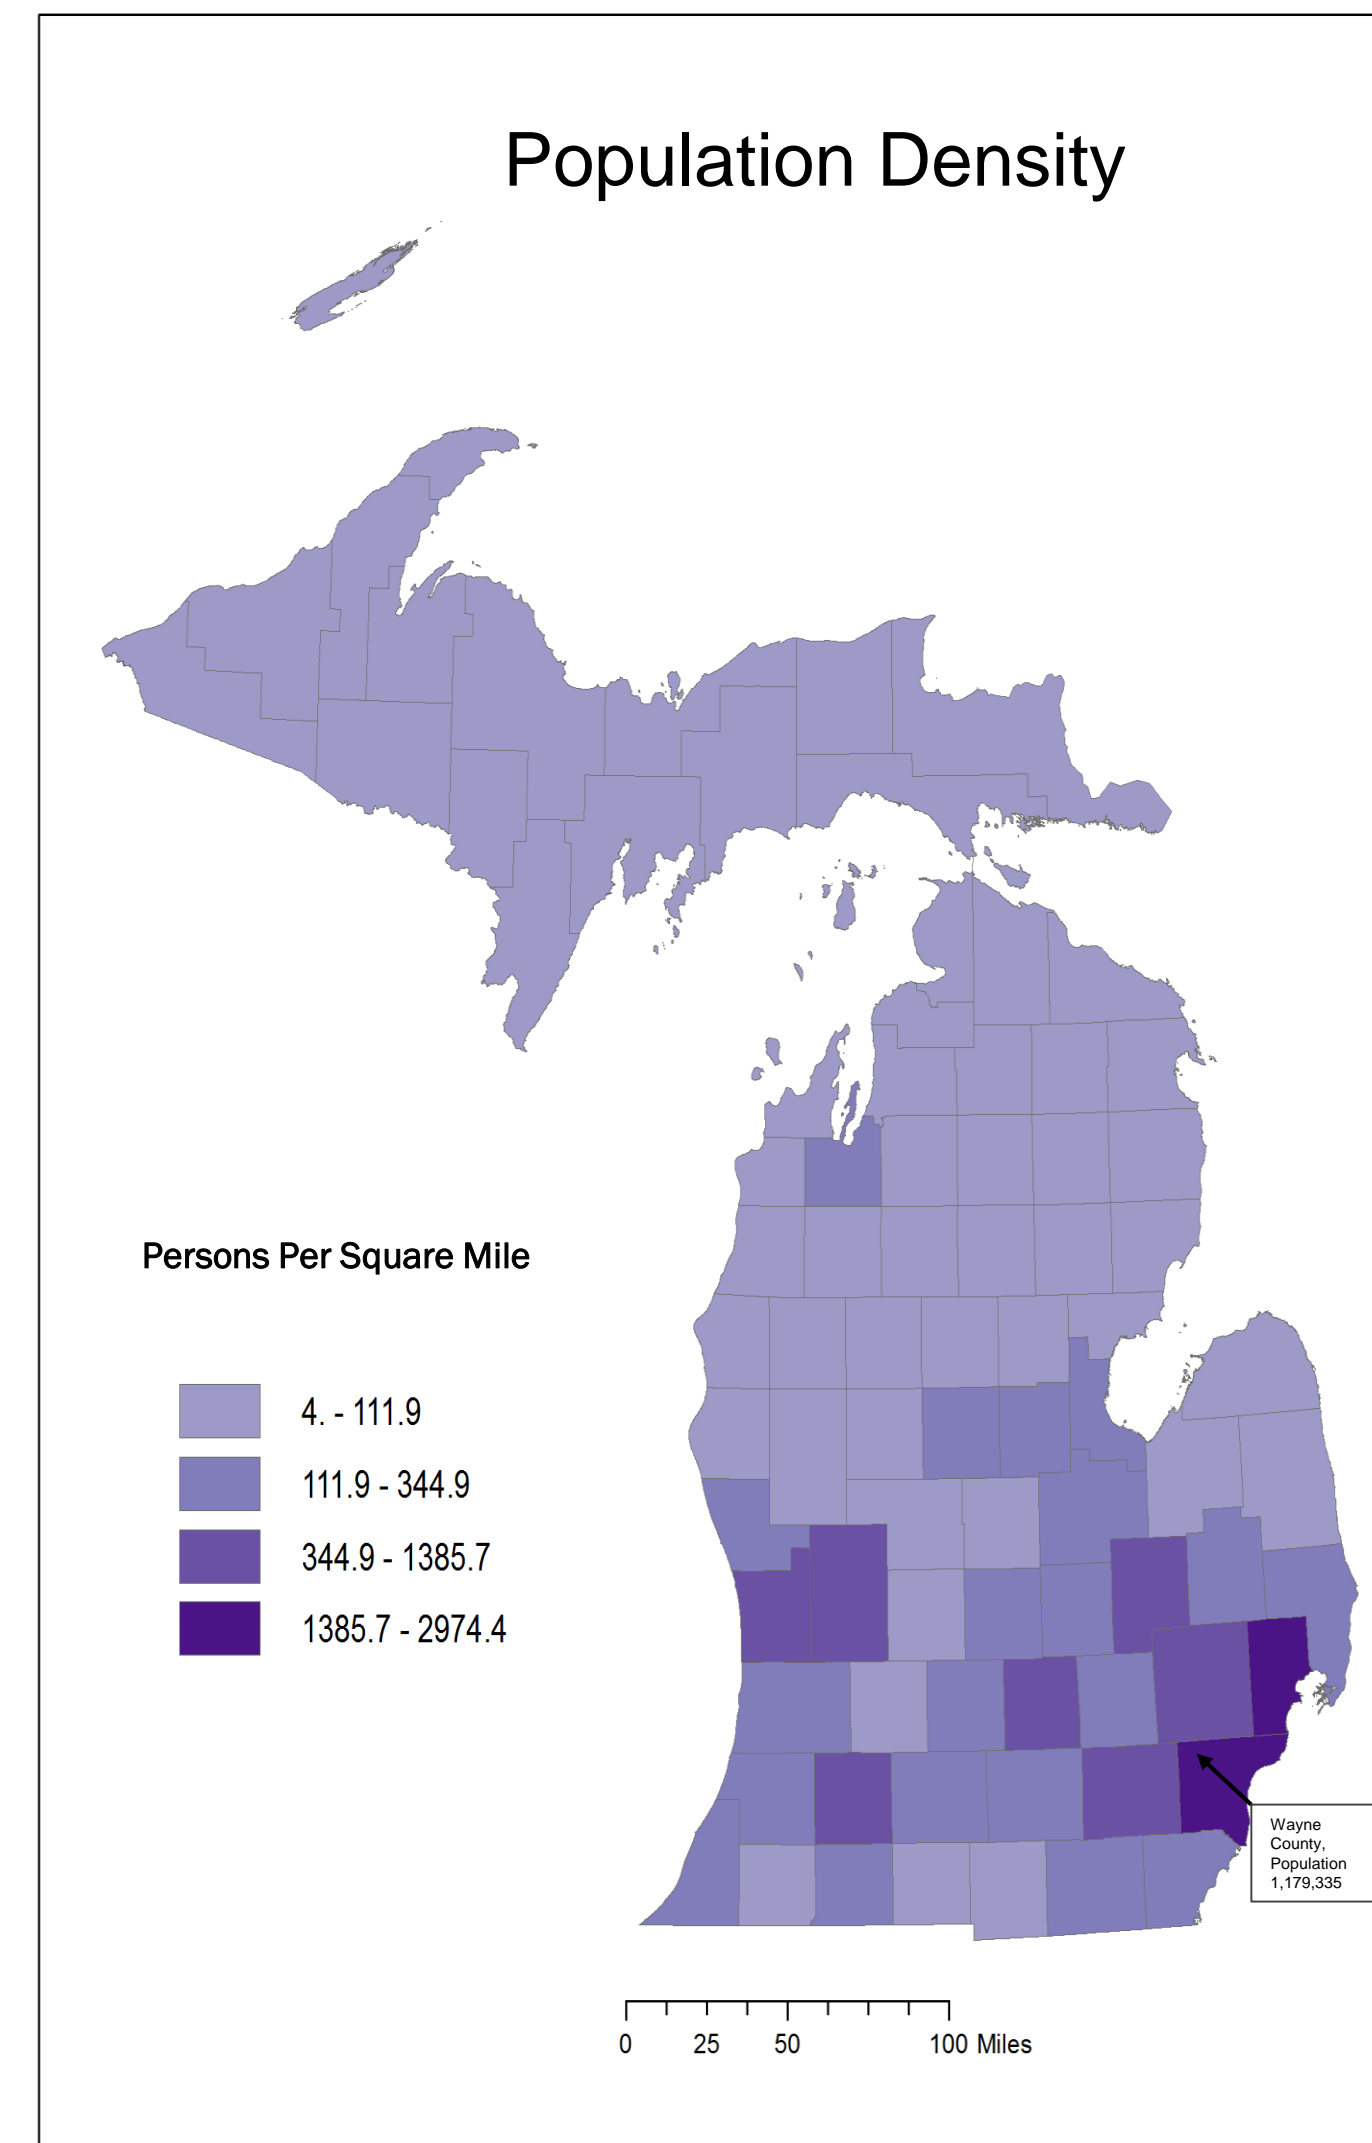 Population Density
Persons Per Square Mile
4. - 111.9
111.9 - 344.9
344.9 - 1385.7
1385.7 - 2974.4
Wayne
County,
Population
1,179,335
0 25 50 100 Miles